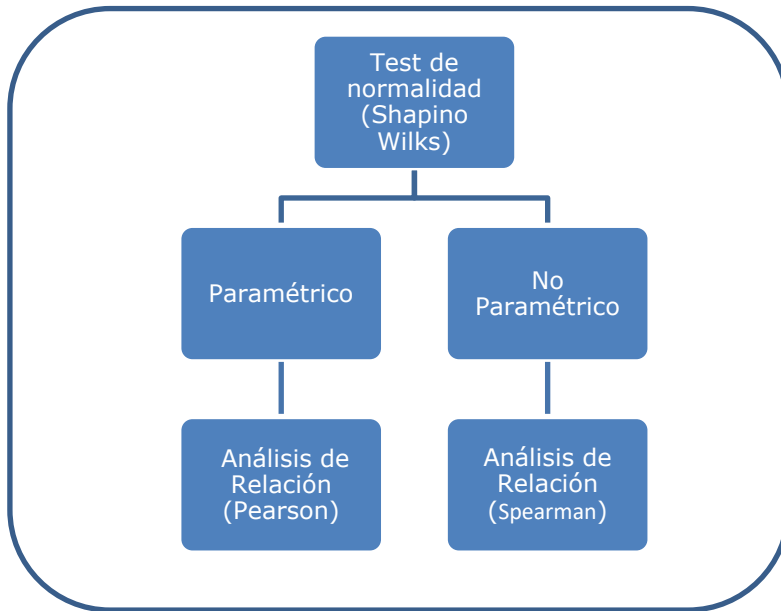 Test de
normalidad
(Shapino
Wilks)
Paramétrico
No
Paramétrico
Análisis de
Relación
(Pearson)
Análisis de
Relación
(Spearman)